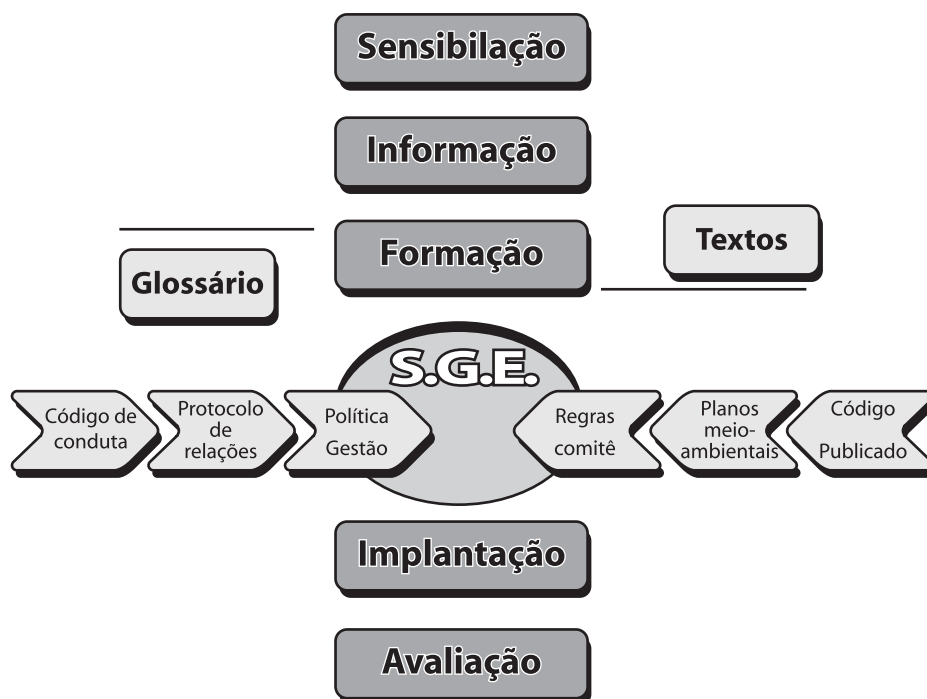 Sensibilação
Informação
Formação
Textos
Glossário
S.G.E.
Código de
conduta
Protocolo
de
relações
Política
Gestão
Regras
comitê
Planos
meio-
ambientais
Código
Publicado
Implantação
Avaliação